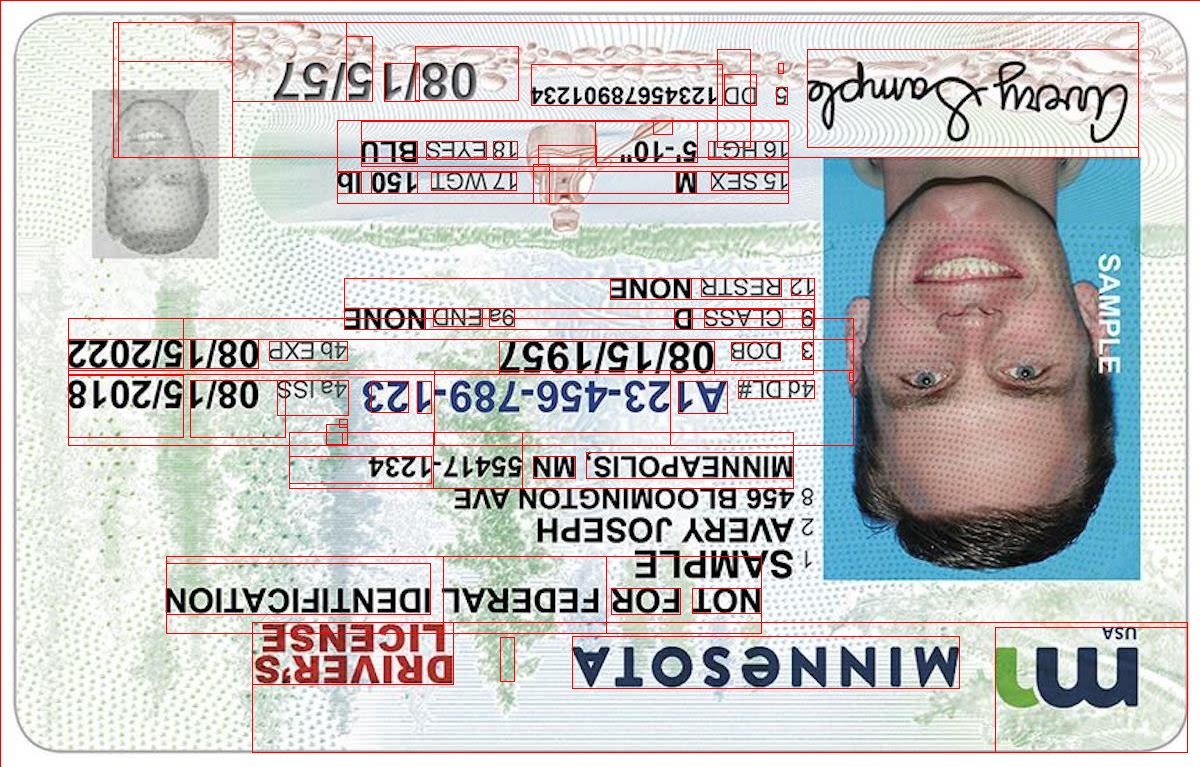 MINNESOTA
DRIVER'S
LICENSE
USA
NOT FOR FEDERAL IDENTIFICATION
1 SAMPLE
2 AVERY JOSEPH
8 456 BLOOMINGTON AVE
MINNEAPOLIS, MN 55417-1234
4d DL# A123-456-789-123 4a ISS 08/15/2018
3 DOB 08/15/1957 4b EXP 08/15/2022
9 CLASS D 9a END NONE
12 RESTR NONE
SAMPLE
15 SEX M 17 WGT 150 lb
16 HGT 5'-10" 18 EYES BLU
5 DD 12345678901234
08/15/57
Avery Sample